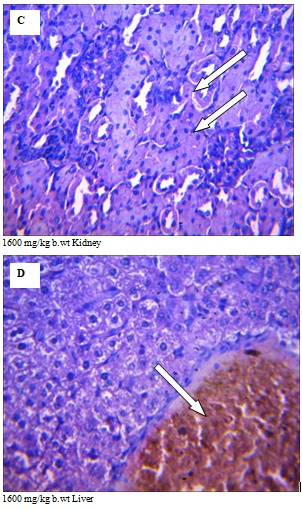 C
1600 mg/kg b.wt Kidney
D
1600 mg/kg b.wt Liver